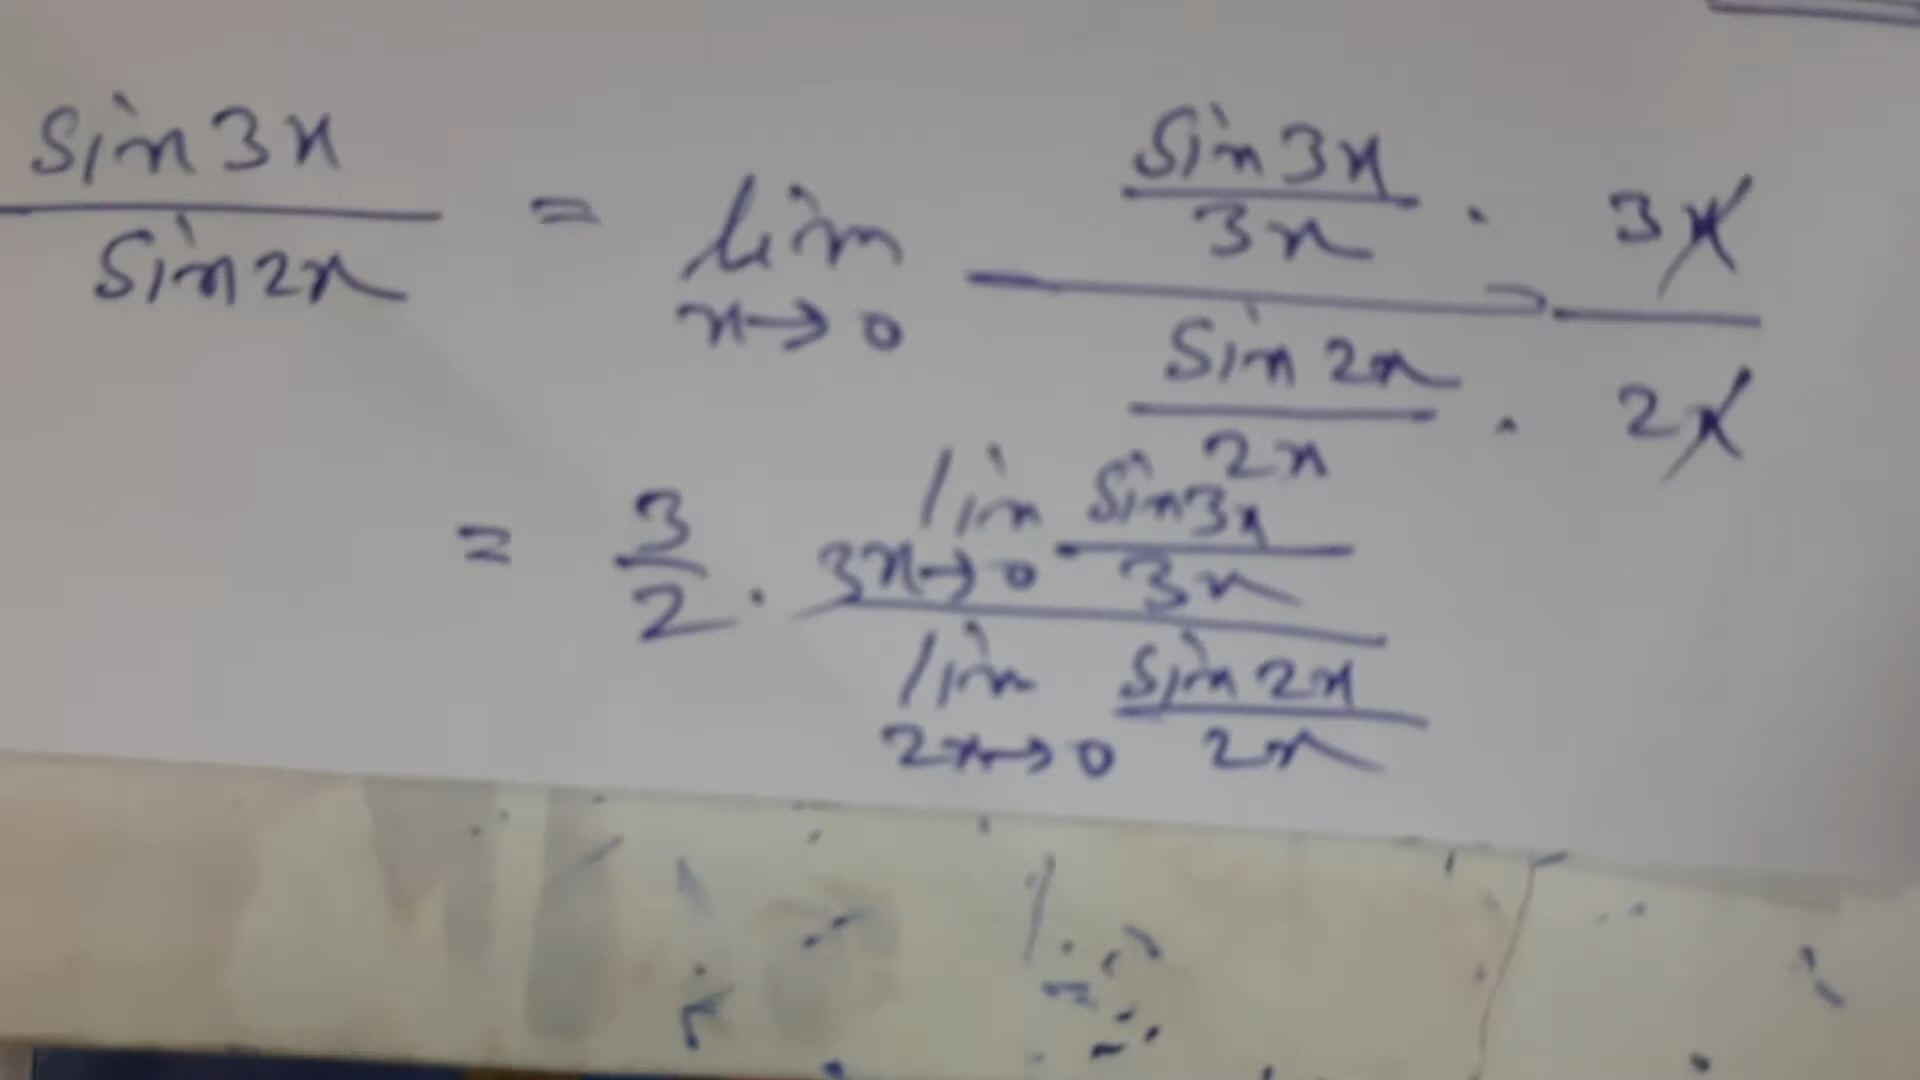 sin3x / sin2x = lim x→0 (sin3x / 3x · 3x) / (sin2x / 2x · 2x)
= 3/2 · (lim 3x→0 sin3x / 3x) / (lim 2x→0 sin2x / 2x)